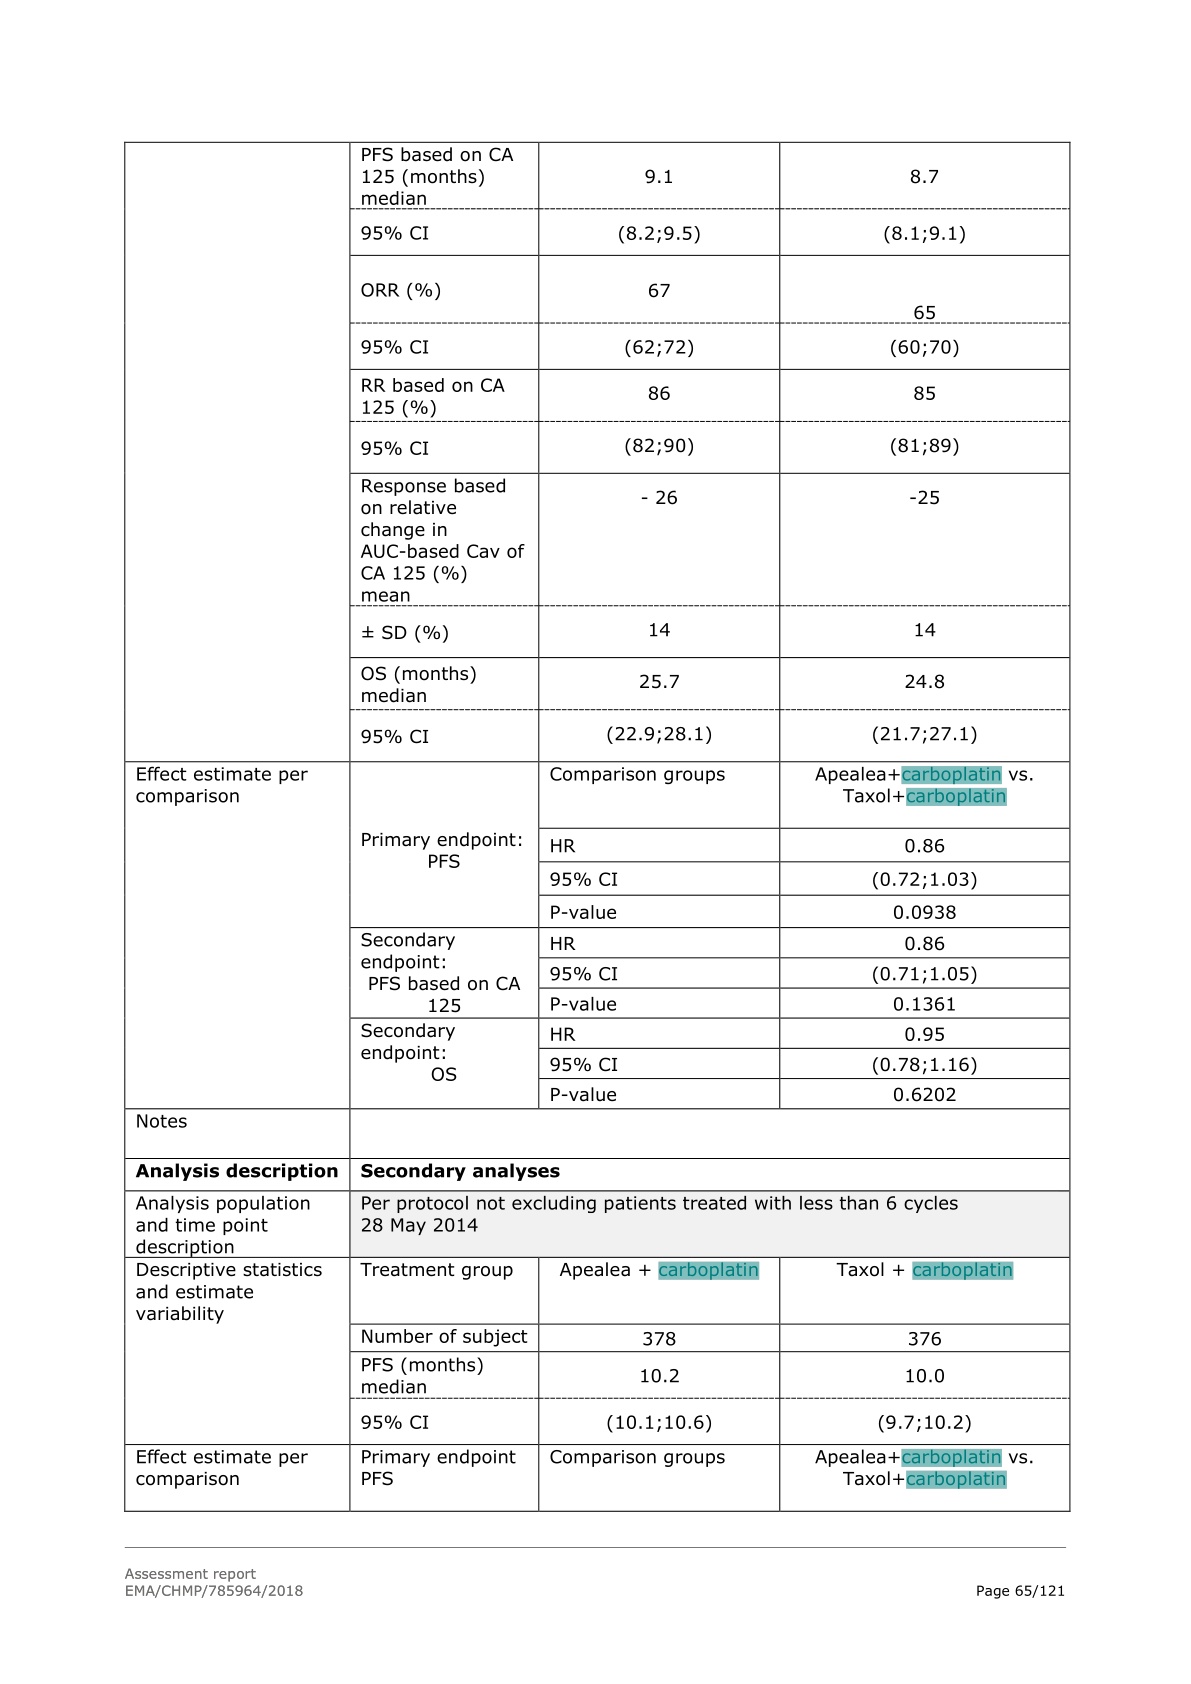 PFS based on CA
125 (months)
median
9.1
8.7
95% CI
(8.2;9.5)
(8.1;9.1)
ORR (%)
67
65
95% CI
(62;72)
(60;70)
RR based on CA
125 (%)
86
85
95% CI
(82;90)
(81;89)
Response based
on relative
change in
AUC-based Cav of
CA 125 (%)
mean
- 26
-25
± SD (%)
14
14
OS (months)
median
25.7
24.8
95% CI
(22.9;28.1)
(21.7;27.1)
Effect estimate per
comparison
Primary endpoint:
PFS
Comparison groups
Apealea+carboplatin vs.
Taxol+carboplatin
HR
0.86
95% CI
(0.72;1.03)
P-value
0.0938
Secondary
endpoint:
PFS based on CA
125
HR
0.86
95% CI
(0.71;1.05)
P-value
0.1361
Secondary
endpoint:
OS
HR
0.95
95% CI
(0.78;1.16)
P-value
0.6202
Notes
Analysis description
Secondary analyses
Analysis population
and time point
description
Per protocol not excluding patients treated with less than 6 cycles
28 May 2014
Descriptive statistics
and estimate
variability
Treatment group
Apealea + carboplatin
Taxol + carboplatin
Number of subject
378
376
PFS (months)
median
10.2
10.0
95% CI
(10.1;10.6)
(9.7;10.2)
Effect estimate per
comparison
Primary endpoint
PFS
Comparison groups
Apealea+carboplatin vs.
Taxol+carboplatin
Assessment report
EMA/CHMP/785964/2018
Page 65/121